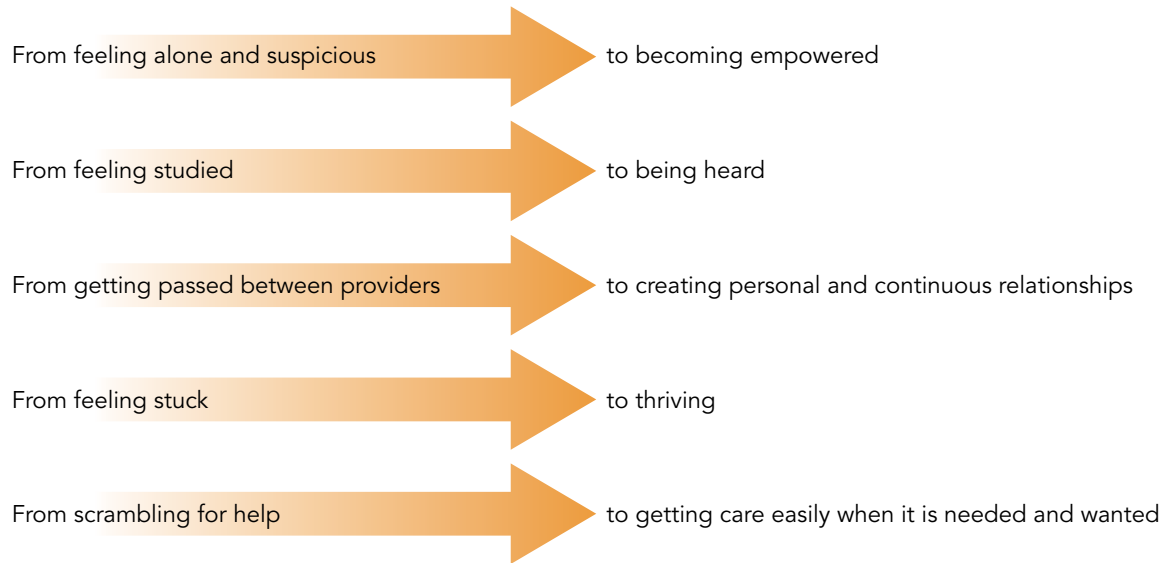 From feeling alone and suspicious to becoming empowered
From feeling studied to being heard
From getting passed between providers to creating personal and continuous relationships
From feeling stuck to thriving
From scrambling for help to getting care easily when it is needed and wanted